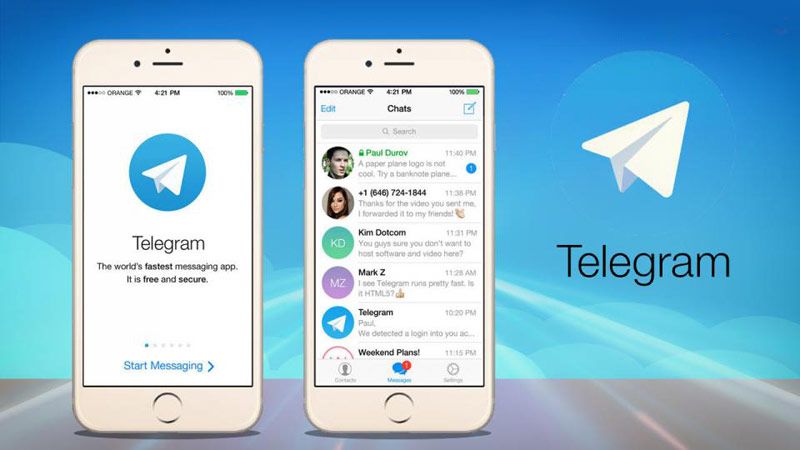 ORANGE 4:21 PM 100%
Telegram
The world's fastest messaging app.
It is free and secure.
Start Messaging
ORANGE 4:21 PM 100%
Edit Chats
Search
Paul Durov 11:40 PM
A paper plane logo is not
cool. Try a banknote plane... 1
+1 (646) 724-1844 11:36 PM
Thanks for the video you sent me,
I forwarded it to my friends!
KD Kim Dotcom 11:31 PM
You guys sure you don't want to
host software and video here?
MZ Mark Z 11:28 AM
I see Telegram runs pretty fast. Is
it HTML5?
Telegram 10:20 PM
Paul,
We detected a login into you ac...
Weekend Plans! 11:15 PM
1
Contacts Messages Settings
Telegram